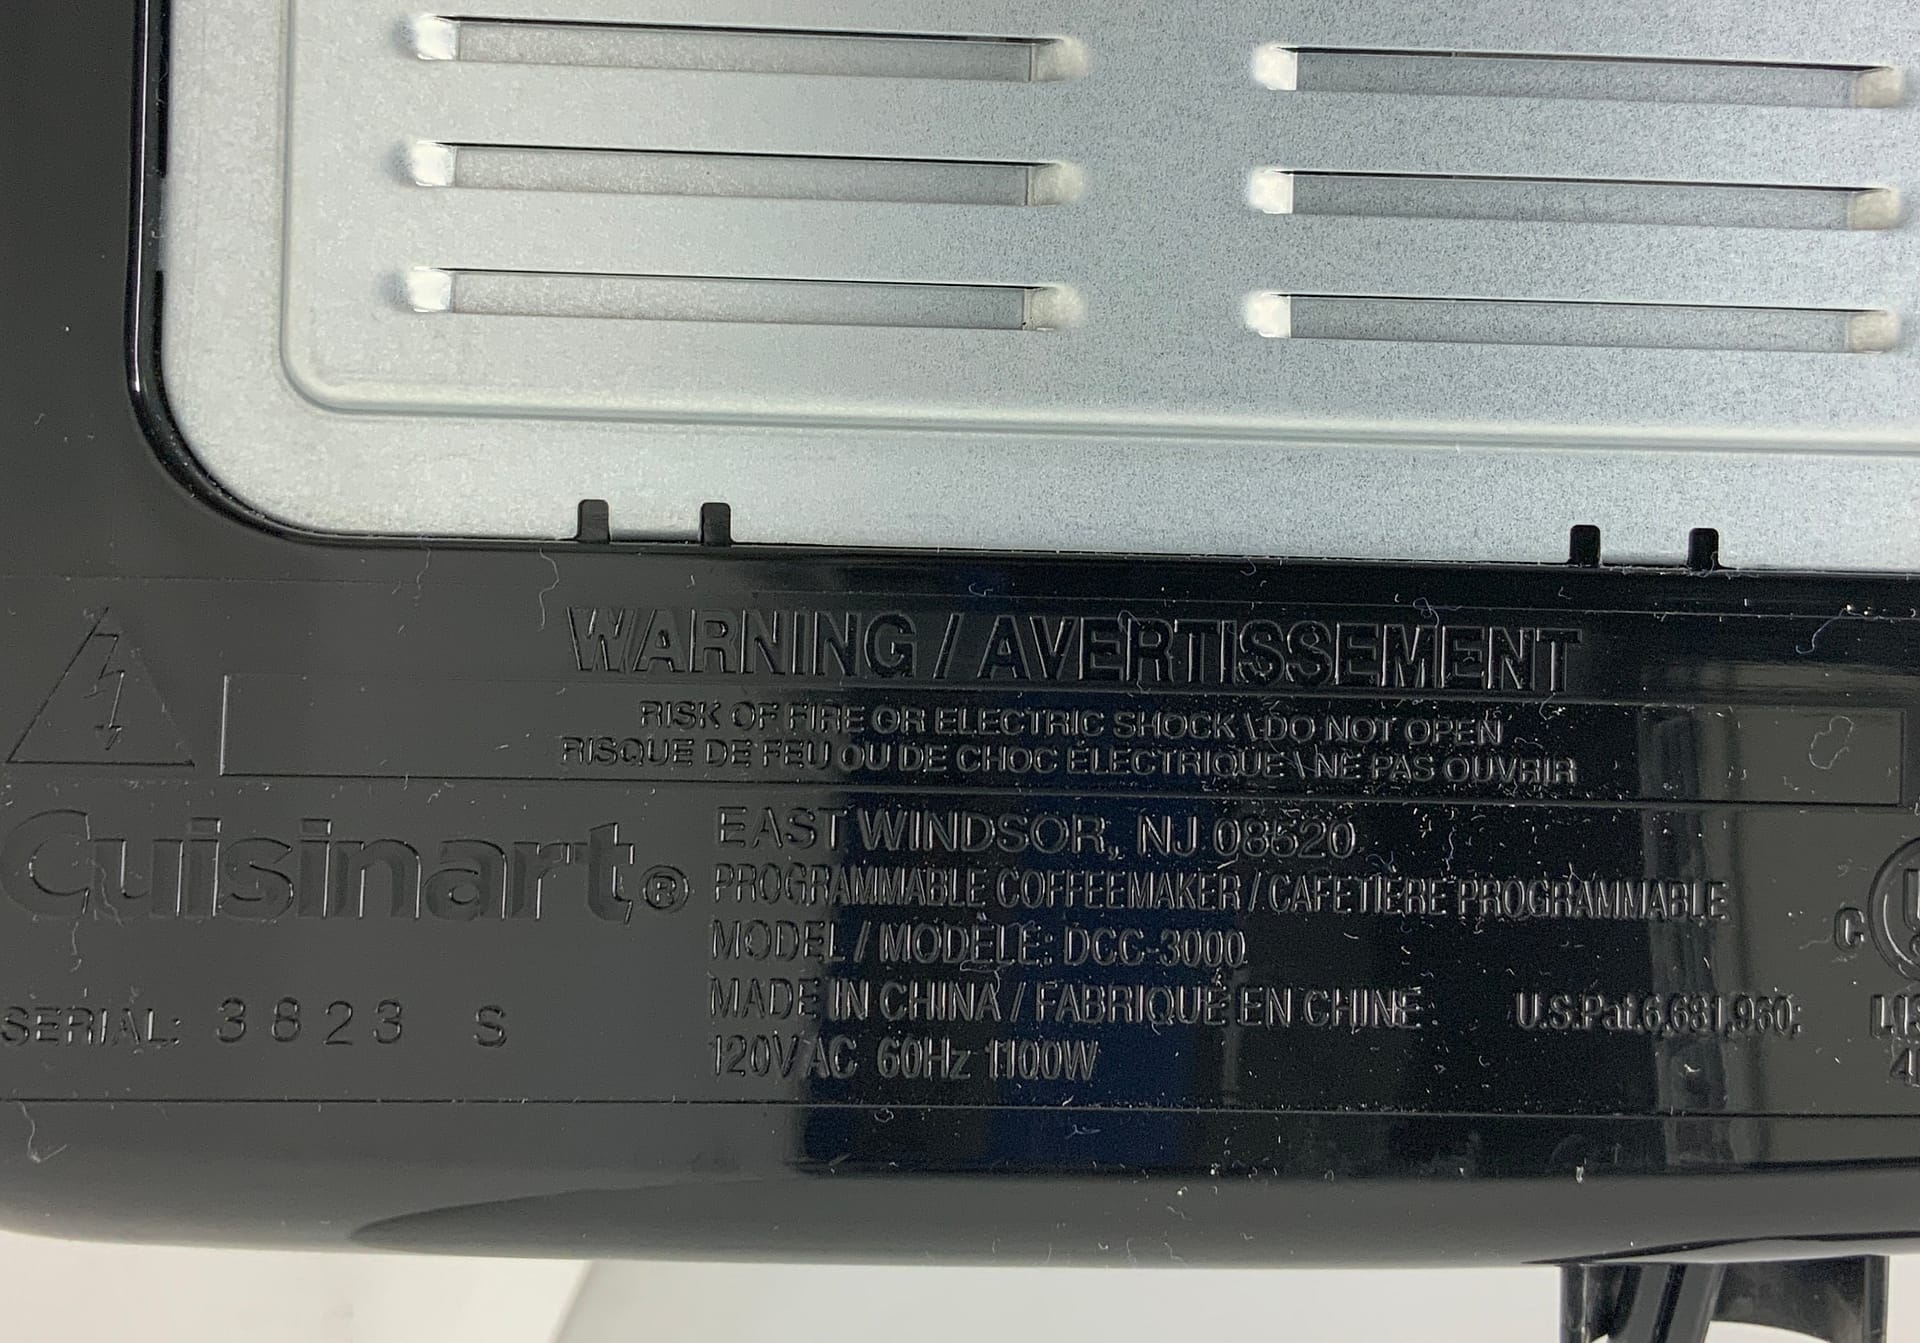 WARNING / AVERTISSEMENT
RISK OF FIRE OR ELECTRIC SHOCK \ DO NOT OPEN
RISQUE DE FEU OU DE CHOC ÉLECTRIQUE \ NE PAS OUVRIR
Cuisinart®
EAST WINDSOR, NJ 08520
PROGRAMMABLE COFFEEMAKER / CAFETIÈRE PROGRAMMABLE
MODEL / MODÈLE: DCC-3000
MADE IN CHINA / FABRIQUÉ EN CHINE
U.S.Pat.6,681,960;
120V AC 60Hz 1100W
SERIAL: 3823 S
C